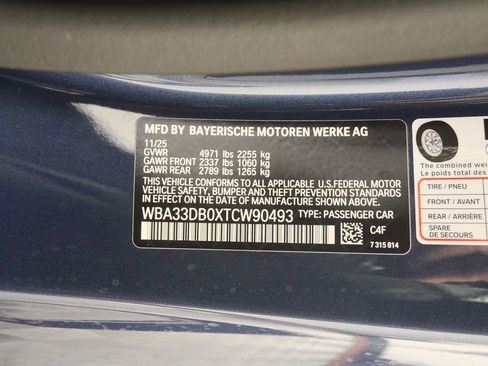 MFD BY BAYERISCHE MOTOREN WERKE AG
11/25
GVWR 4971 lbs 2255 kg
GAWR FRONT 2337 lbs 1060 kg
GAWR REAR 2789 lbs 1265 kg
THIS VEHICLE CONFORMS TO ALL APPLICABLE U.S.FEDERAL MOTOR
VEHICLE SAFETY, BUMPER, AND THEFT PREVENTION STANDARDS
IN EFFECT ON THE DATE OF MANUFACTURE SHOWN ABOVE.
WBA33DB0XTCW90493 TYPE: PASSENGER CAR
C4F
7 315 814
The combined weig
Le poids total
TIRE / PNEU
FRONT / AVANT
REAR / ARRIÈRE
SPARE
DE SECOURS